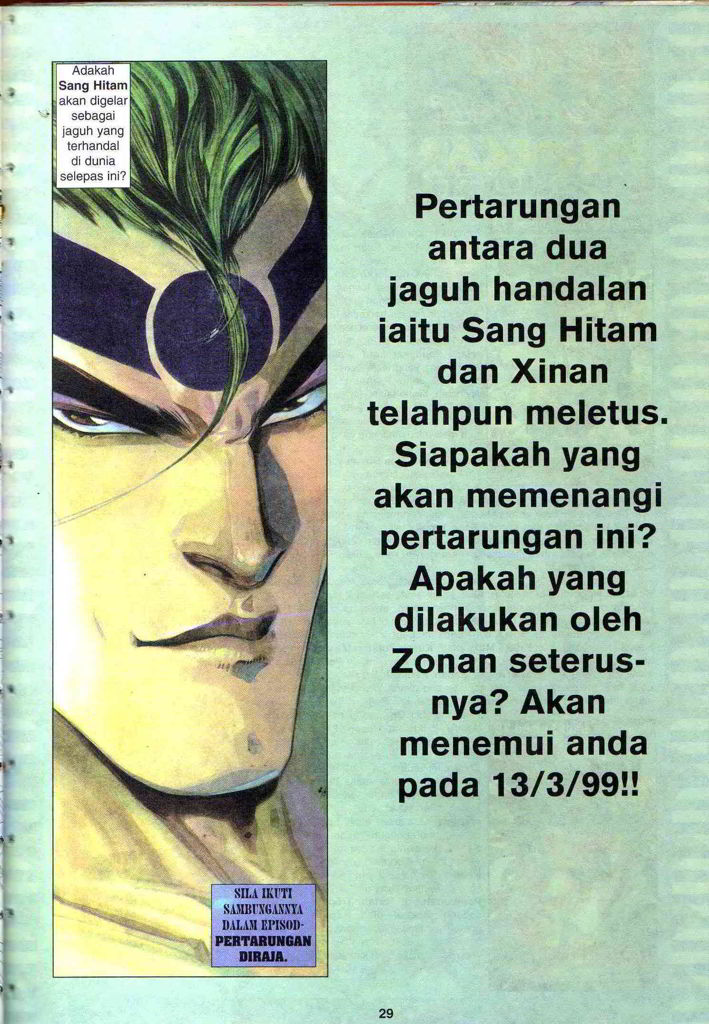 Adakah
Sang Hitam
akan digelar
sebagai
jaguh yang
terhandal
di dunia
selepas ini?
Pertarungan
antara dua
jaguh handalan
iaitu Sang Hitam
dan Xinan
telahpun meletus.
Siapakah yang
akan memenangi
pertarungan ini?
Apakah yang
dilakukan oleh
Zonan seterus-
nya? Akan
menemui anda
pada 13/3/99!!
SILA IKUTI
SAMBUNGANNYA
DALAM EPISOD-
PERTARUNGAN
DIRAJA.
29